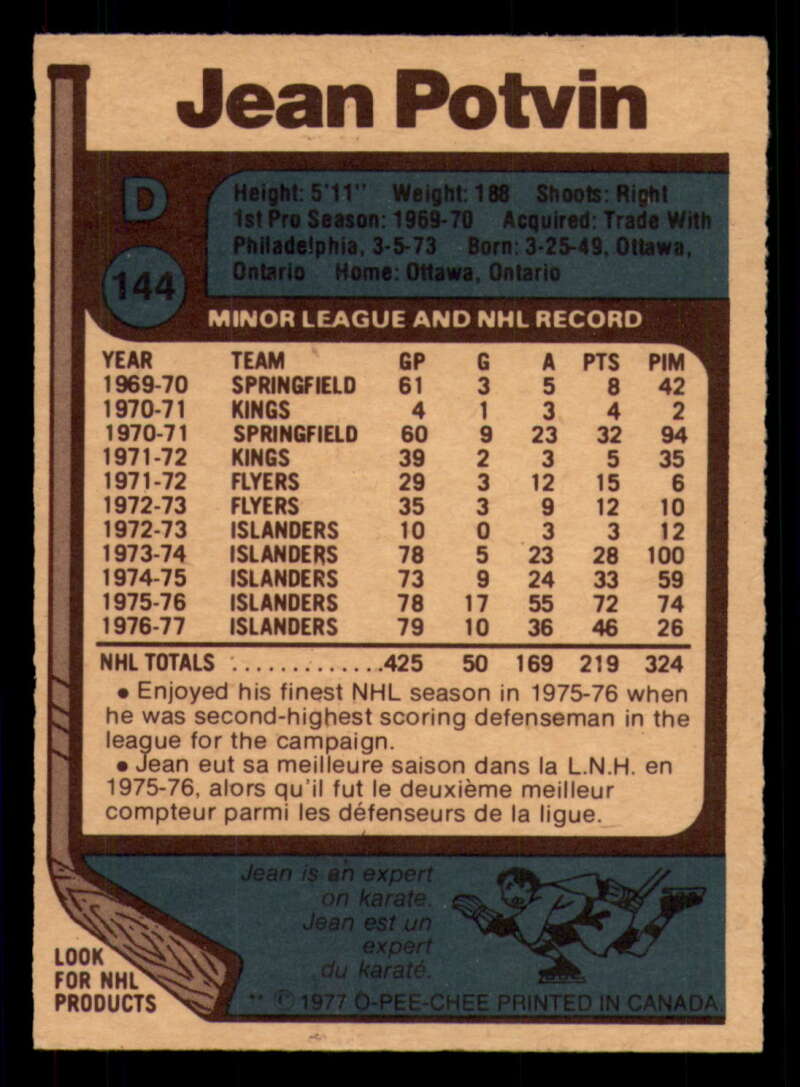 Jean Potvin
D
144
Height: 5'11" Weight: 188 Shoots: Right
1st Pro Season: 1969-70 Acquired: Trade With
Philadelphia, 3-5-73 Born: 3-25-49, Ottawa,
Ontario Home: Ottawa, Ontario
MINOR LEAGUE AND NHL RECORD
YEAR TEAM GP G A PTS PIM
1969-70 SPRINGFIELD 61 3 5 8 42
1970-71 KINGS 4 1 3 4 2
1970-71 SPRINGFIELD 60 9 23 32 94
1971-72 KINGS 39 2 3 5 35
1971-72 FLYERS 29 3 12 15 6
1972-73 FLYERS 35 3 9 12 10
1972-73 ISLANDERS 10 0 3 3 12
1973-74 ISLANDERS 78 5 23 28 100
1974-75 ISLANDERS 73 9 24 33 59
1975-76 ISLANDERS 78 17 55 72 74
1976-77 ISLANDERS 79 10 36 46 26
NHL TOTALS .............425 50 169 219 324
• Enjoyed his finest NHL season in 1975-76 when
he was second-highest scoring defenseman in the
league for the campaign.
• Jean eut sa meilleure saison dans la L.N.H. en
1975-76, alors qu'il fut le deuxième meilleur
compteur parmi les défenseurs de la ligue.
Jean is an expert
on karate.
Jean est un
expert
du karaté.
LOOK
FOR NHL
PRODUCTS
** © 1977 O-PEE-CHEE PRINTED IN CANADA